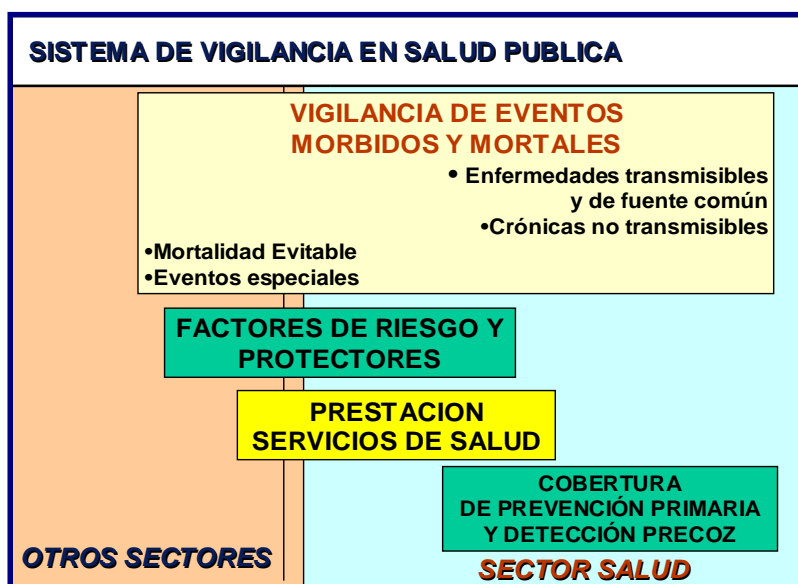 SISTEMA DE VIGILANCIA EN SALUD PUBLICA
VIGILANCIA DE EVENTOS
MORBIDOS Y MORTALES
• Enfermedades transmisibles
y de fuente común
•Crónicas no transmisibles
•Mortalidad Evitable
•Eventos especiales
FACTORES DE RIESGO Y
PROTECTORES
PRESTACION
SERVICIOS DE SALUD
COBERTURA
DE PREVENCIÓN PRIMARIA
Y DETECCIÓN PRECOZ
OTROS SECTORES
SECTOR SALUD